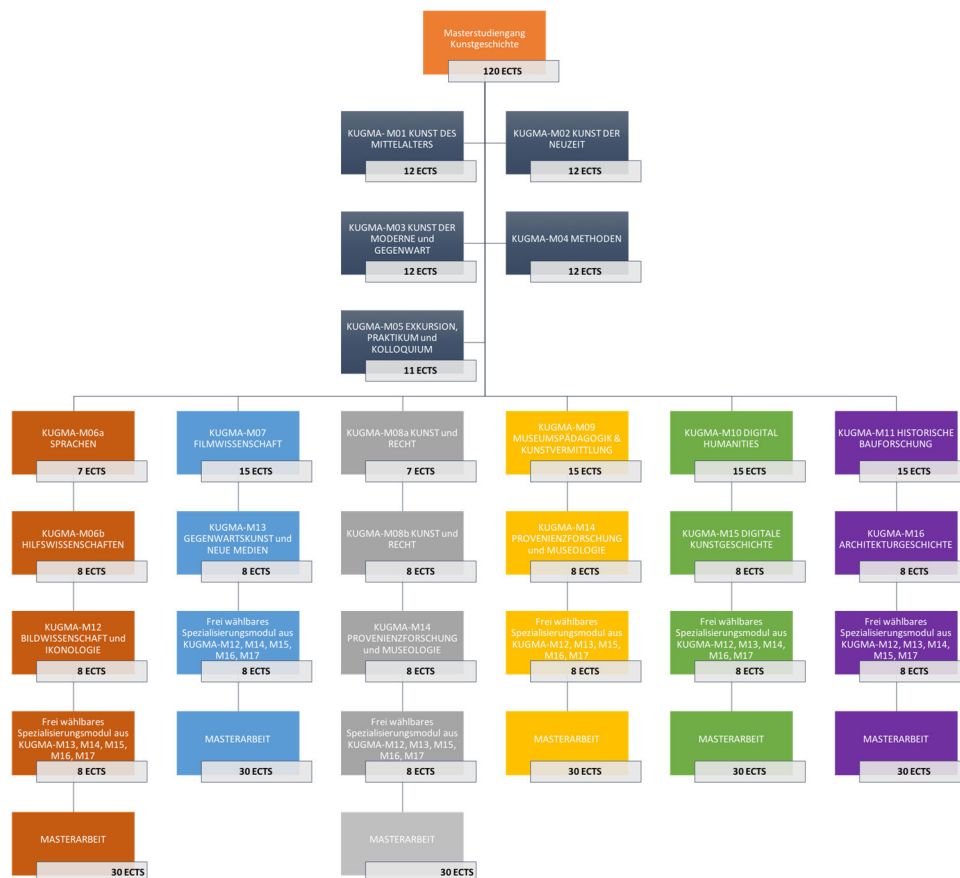 Masterstudiengang
Kunstgeschichte
120 ECTS
KUGMA- M01 KUNST DES
MITTELALTERS
12 ECTS
KUGMA-M02 KUNST DER
NEUZEIT
12 ECTS
KUGMA-M03 KUNST DER
MODERNE und
GEGENWART
12 ECTS
KUGMA-M04 METHODEN
12 ECTS
KUGMA-M05 EXKURSION,
PRAKTIKUM und
KOLLOQUIUM
11 ECTS
KUGMA-M06a
SPRACHEN
7 ECTS
KUGMA-M07
FILMWISSENSCHAFT
15 ECTS
KUGMA-M08a KUNST und
RECHT
7 ECTS
KUGMA-M09
MUSEUMSPÄDAGOGIK &
KUNSTVERMITTLUNG
15 ECTS
KUGMA-M10 DIGITAL
HUMANITIES
15 ECTS
KUGMA-M11 HISTORISCHE
BAUFORSCHUNG
15 ECTS
KUGMA-M06b
HILFSWISSENSCHAFTEN
8 ECTS
KUGMA-M13
GEGENWARTSKUNST und
NEUE MEDIEN
8 ECTS
KUGMA-M08b KUNST und
RECHT
8 ECTS
KUGMA-M14
PROVENIENZFORSCHUNG
und MUSEOLOGIE
8 ECTS
KUGMA-M15 DIGITALE
KUNSTGESCHICHTE
8 ECTS
KUGMA-M16
ARCHITEKTURGESCHICHTE
8 ECTS
KUGMA-M12
BILDWISSENSCHAFT und
IKONOLOGIE
8 ECTS
Frei wählbares
Spezialisierungsmodul aus
KUGMA-M12, M14, M15,
M16, M17
8 ECTS
KUGMA-M14
PROVENIENZFORSCHUNG
und MUSEOLOGIE
8 ECTS
Frei wählbares
Spezialisierungsmodul aus
KUGMA-M12, M13, M15,
M16, M17
8 ECTS
Frei wählbares
Spezialisierungsmodul aus
KUGMA-M12, M13, M14,
M16, M17
8 ECTS
Frei wählbares
Spezialisierungsmodul aus
KUGMA-M12, M13, M14,
M15, M17
8 ECTS
Frei wählbares
Spezialisierungsmodul aus
KUGMA-M13, M14, M15,
M16, M17
8 ECTS
MASTERARBEIT
30 ECTS
Frei wählbares
Spezialisierungsmodul aus
KUGMA-M12, M13, M15,
M16, M17
8 ECTS
MASTERARBEIT
30 ECTS
MASTERARBEIT
30 ECTS
MASTERARBEIT
30 ECTS
MASTERARBEIT
30 ECTS
MASTERARBEIT
30 ECTS